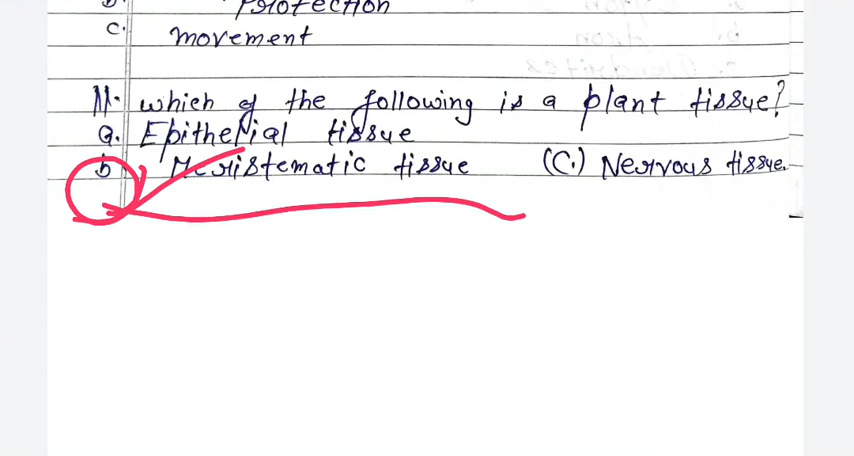 b. Protection
c. movement
11. which of the following is a plant tissue?
a. Epithelial tissue
b Meristematic tissue (C.) Nervous tissue.